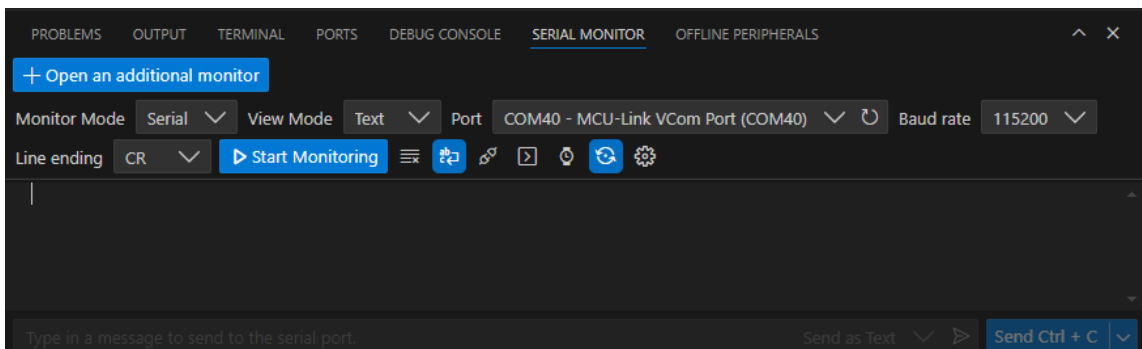 PROBLEMS OUTPUT TERMINAL PORTS DEBUG CONSOLE SERIAL MONITOR OFFLINE PERIPHERALS
+ Open an additional monitor
Monitor Mode Serial View Mode Text Port COM40 - MCU-Link VCom Port (COM40) Baud rate 115200
Line ending CR Start Monitoring
Type in a message to send to the serial port. Send as Text Send Ctrl + C